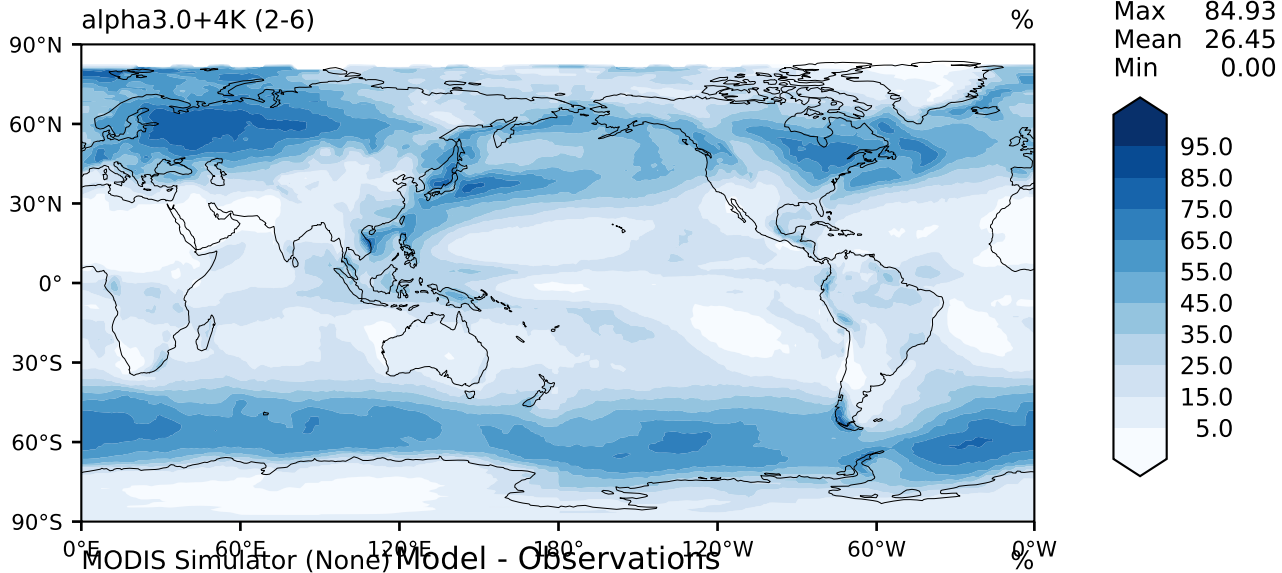 alpha3.0+4K (2-6) %
Max 84.93
Mean 26.45
Min 0.00
90°N
60°N
30°N
0°
30°S
60°S
90°S
95.0
85.0
75.0
65.0
55.0
45.0
35.0
25.0
15.0
5.0
0°E 60°E 120°E 180° 120°W 60°W 0°W
MODIS Simulator (None) Model - Observations %